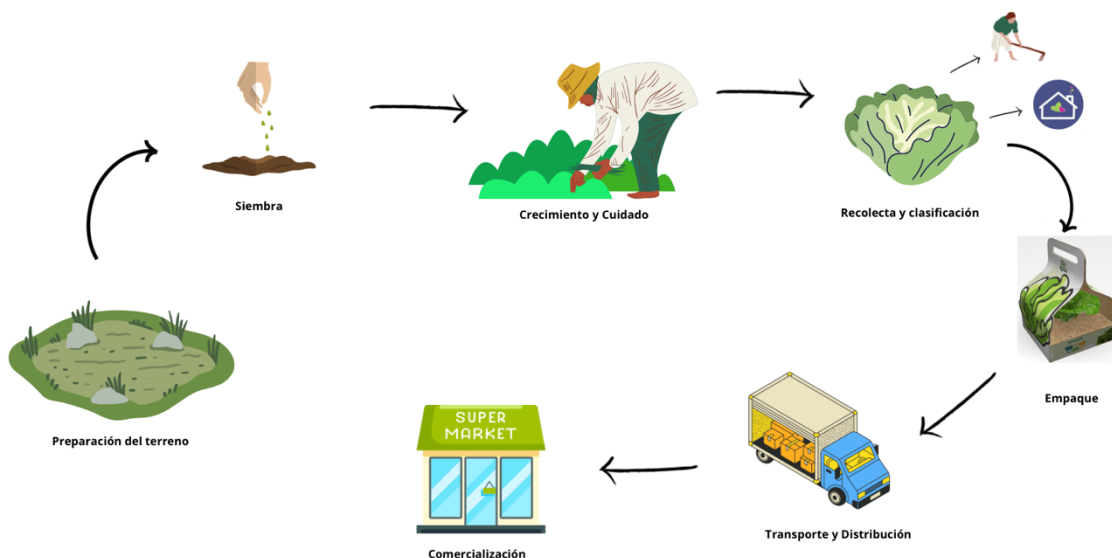 Siembra
Crecimiento y Cuidado
Recolecta y clasificación
Preparación del terreno
SUPER
MARKET
Empaque
Transporte y Distribución
Comercialización